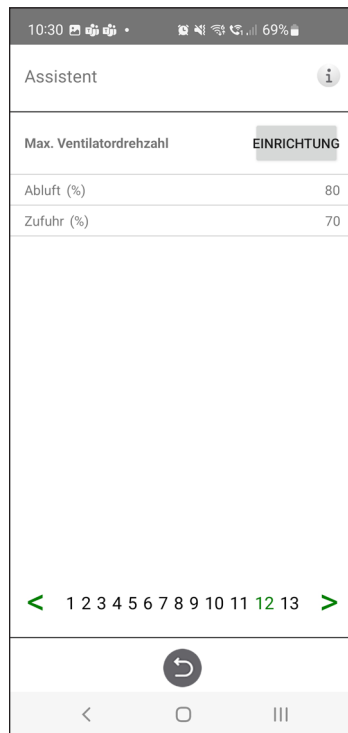 10:30 69%
Assistent i
Max. Ventilatordrehzahl EINRICHTUNG
Abluft (%) 80
Zufuhr (%) 70
< 1 2 3 4 5 6 7 8 9 10 11 12 13 >